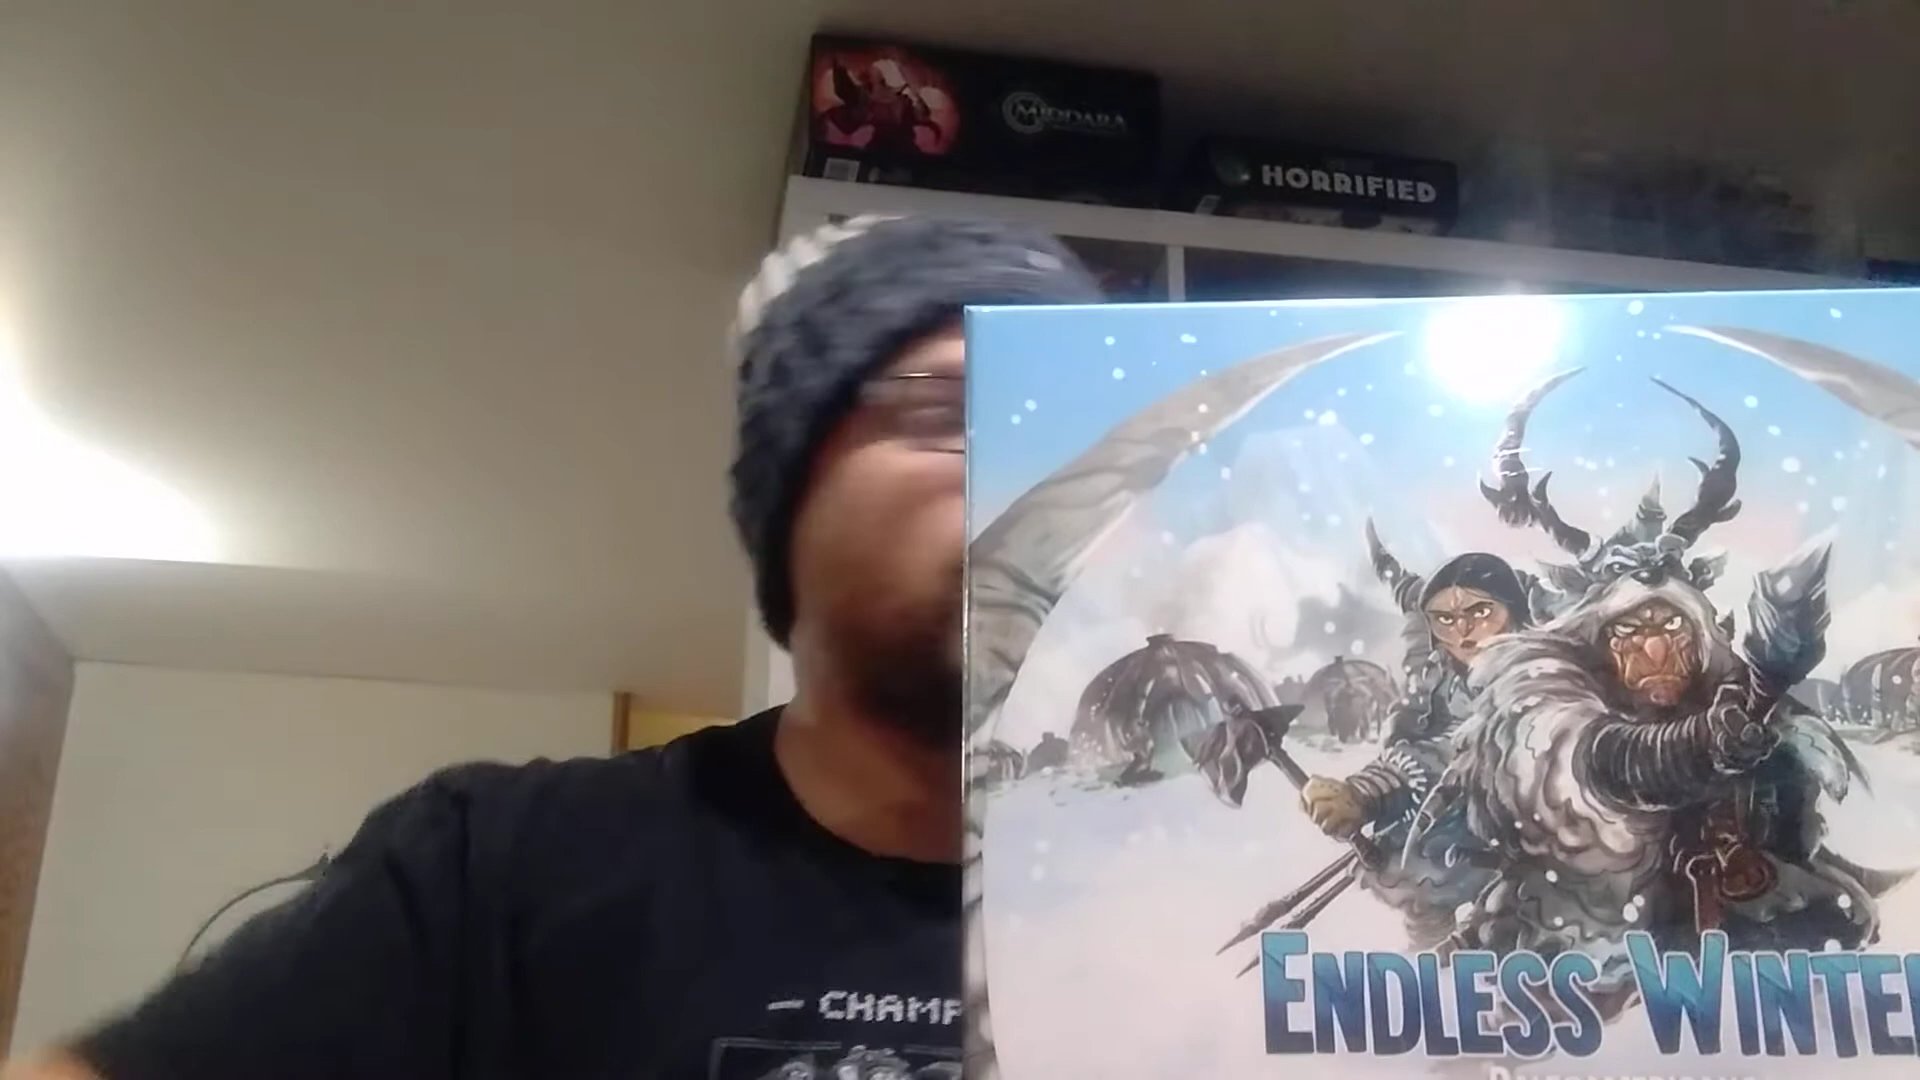 MIDDARA
HORRIFIED
— CHAMP
ENDLESS WINTE